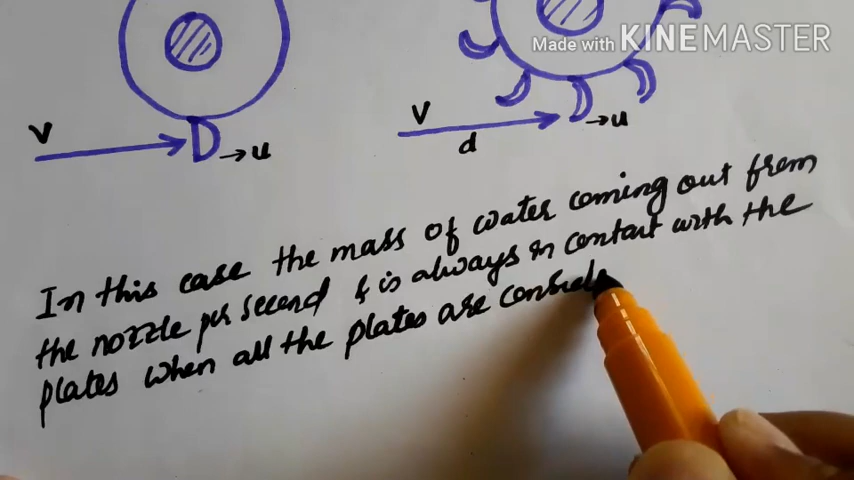 Made with KINEMASTER
V
u
V
d
u
In this case the mass of water coming out from
the nozzle per second & is always in contact with the
plates when all the plates are conside